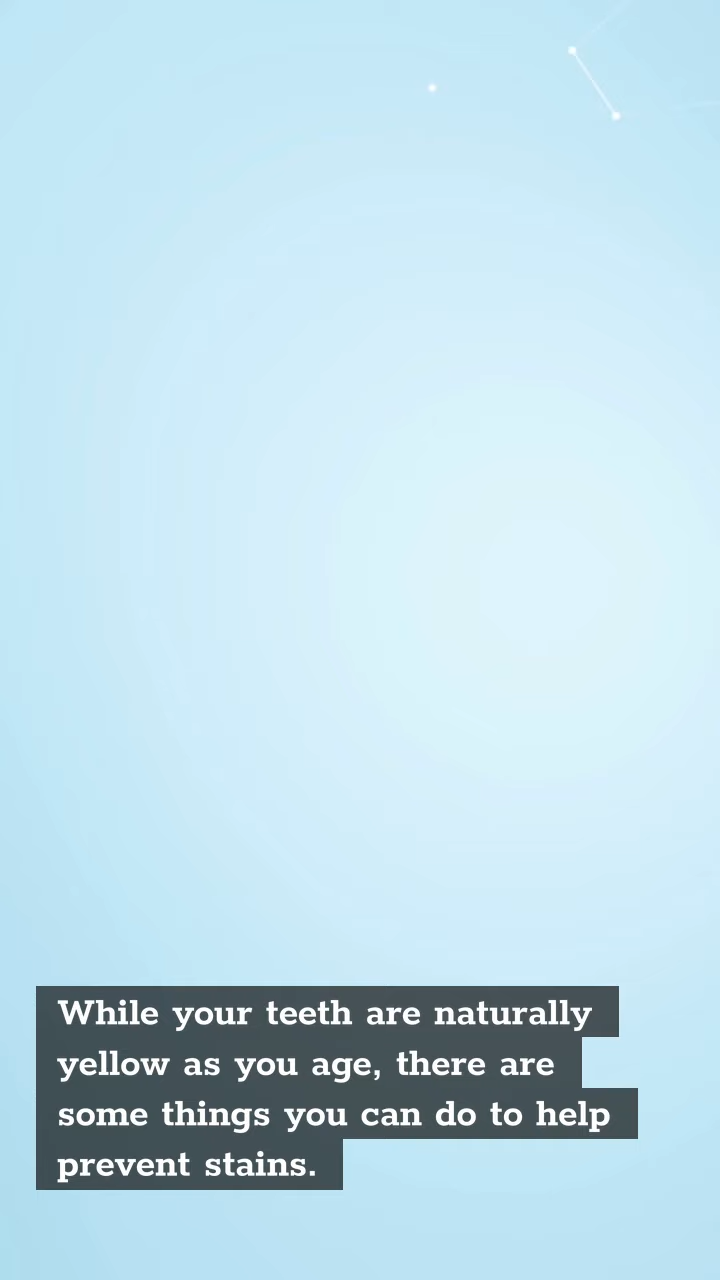 While your teeth are naturally
yellow as you age, there are
some things you can do to help
prevent stains.